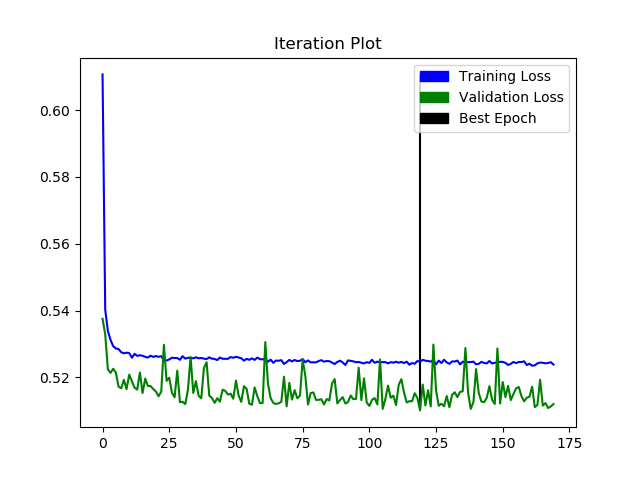 Iteration Plot
Training Loss
Validation Loss
Best Epoch
0.60
0.58
0.56
0.54
0.52
0 25 50 75 100 125 150 175